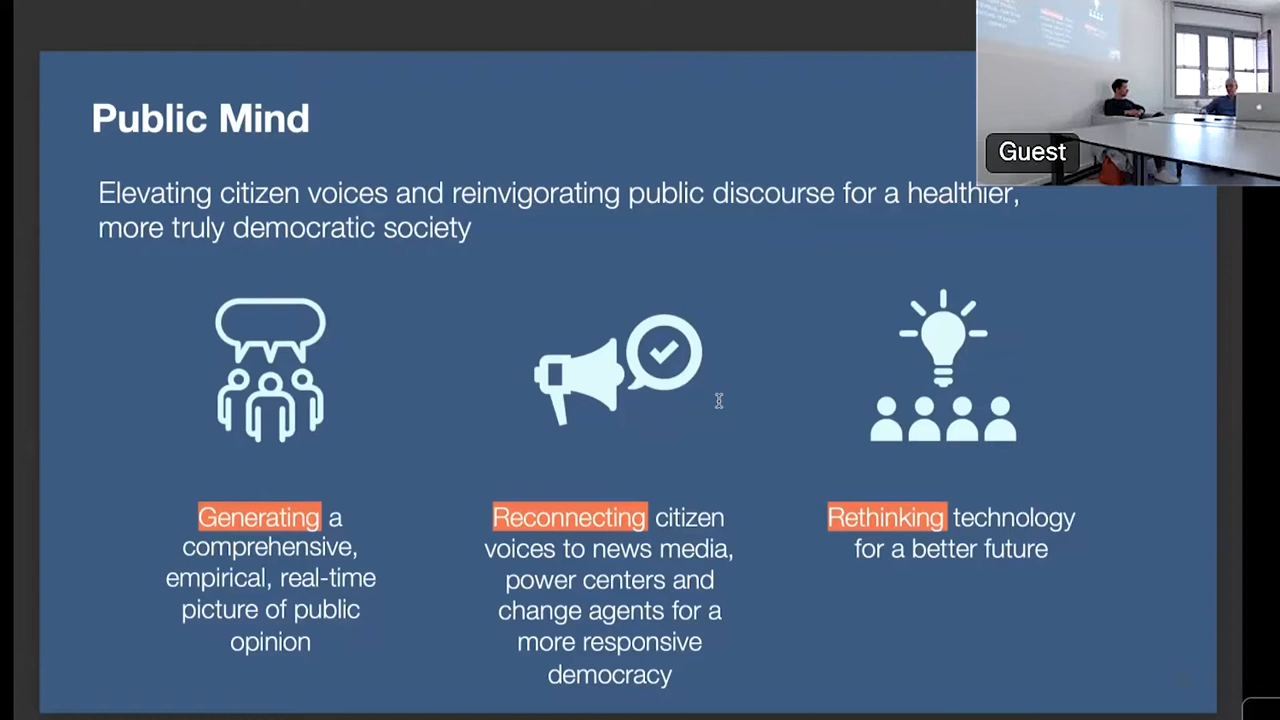 Public Mind
Guest
Elevating citizen voices and reinvigorating public discourse for a healthier,
more truly democratic society
Generating a
comprehensive,
empirical, real-time
picture of public
opinion
Reconnecting citizen
voices to news media,
power centers and
change agents for a
more responsive
democracy
Rethinking technology
for a better future